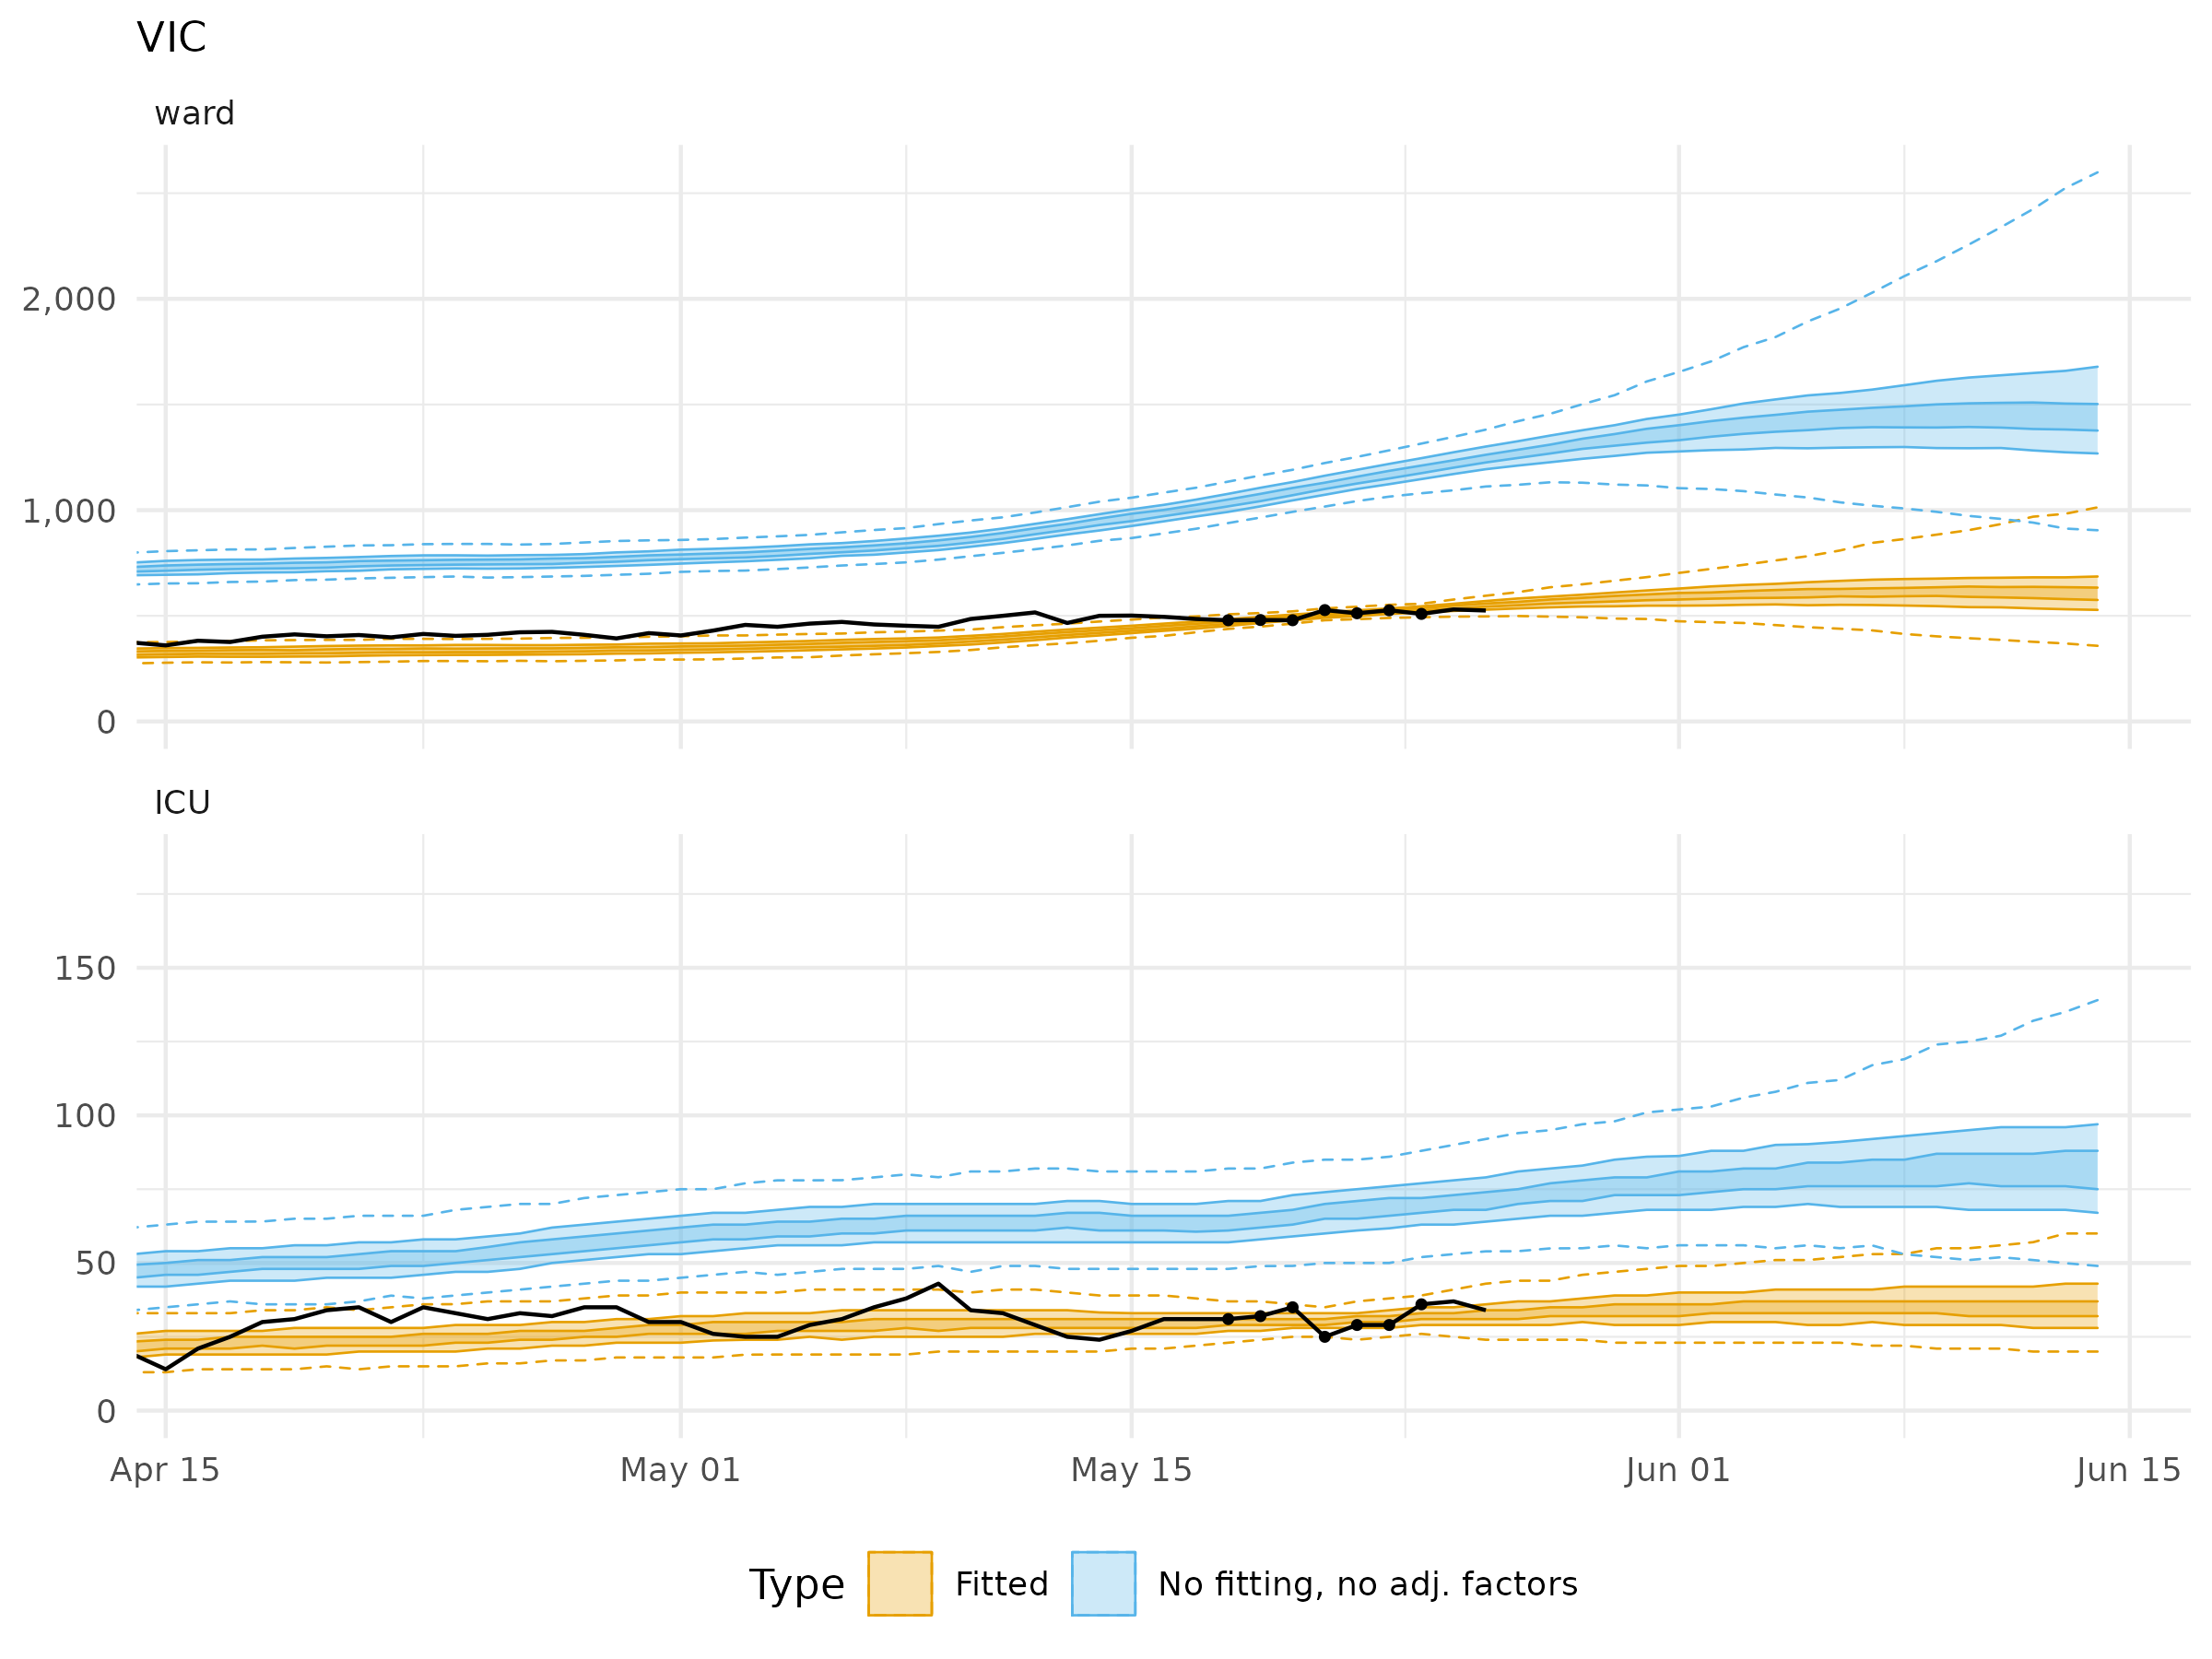 VIC
ward
2,000
1,000
0
ICU
150
100
50
0
Apr 15 May 01 May 15 Jun 01 Jun 15
Type Fitted No fitting, no adj. factors